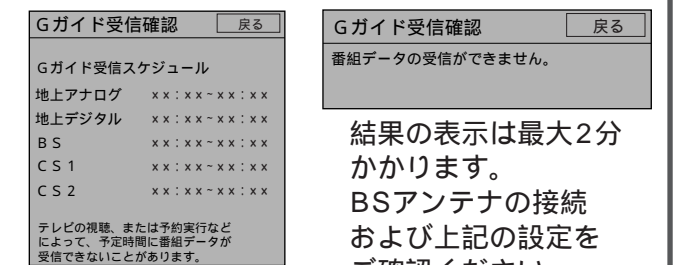 Gガイド受信確認 戻る
Gガイド受信スケジュール
地上アナログ xx:xx~xx:xx
地上デジタル xx:xx~xx:xx
BS xx:xx~xx:xx
CS1 xx:xx~xx:xx
CS2 xx:xx~xx:xx
テレビの視聴、または予約実行など
によって、予定時間に番組データが
受信できないことがあります。
Gガイド受信確認 戻る
番組データの受信ができません。
結果の表示は最大2分
かかります。
BSアンテナの接続
および上記の設定を